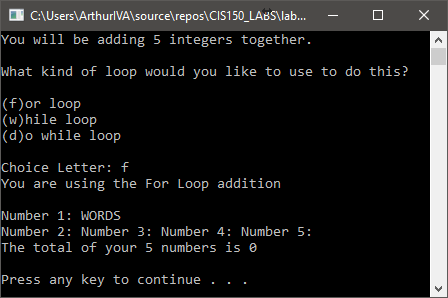 C:\Users\ArthurIVA\source\repos\CIS150_LABS\lab...
You will be adding 5 integers together.
What kind of loop would you like to use to do this?
(f)or loop
(w)hile loop
(d)o while loop
Choice Letter: f
You are using the For Loop addition
Number 1: WORDS
Number 2: Number 3: Number 4: Number 5:
The total of your 5 numbers is 0
Press any key to continue . . .